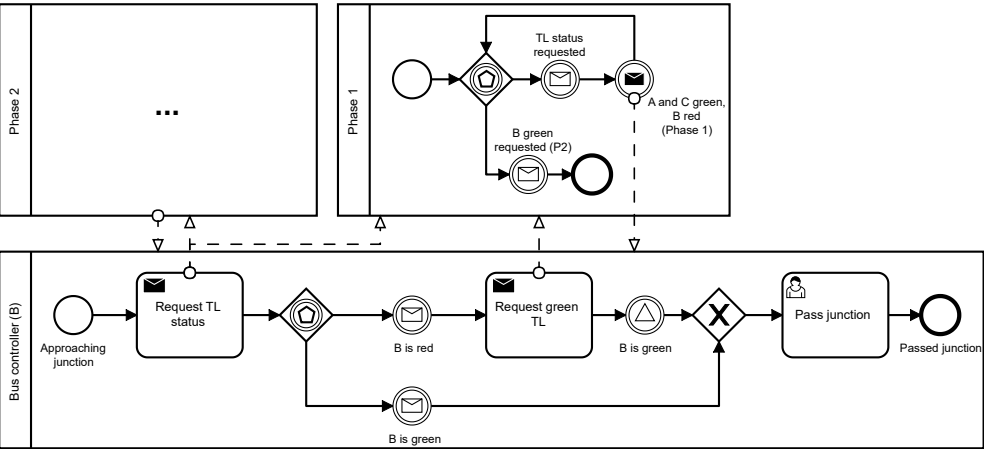 Phase 2
...
Phase 1
TL status
requested
A and C green,
B red
(Phase 1)
B green
requested (P2)
Bus controller (B)
Approaching
junction
Request TL
status
B is red
B is green
Request green
TL
B is green
X
Pass junction
Passed junction